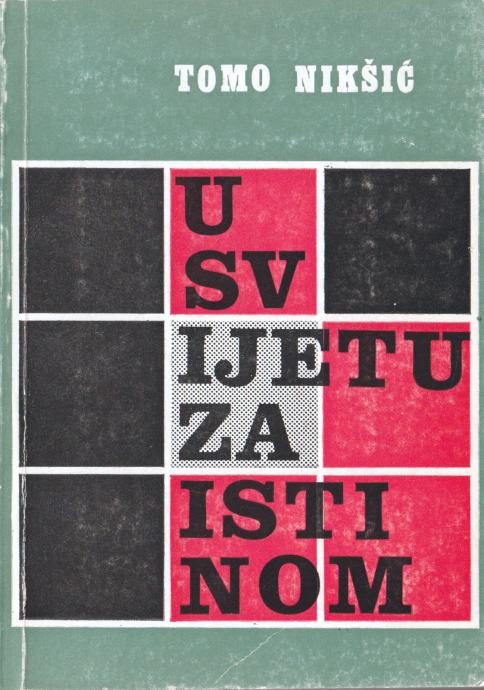 TOMO NIKŠIĆ
U
SV
IJETU
ZA
ISTI
NOM